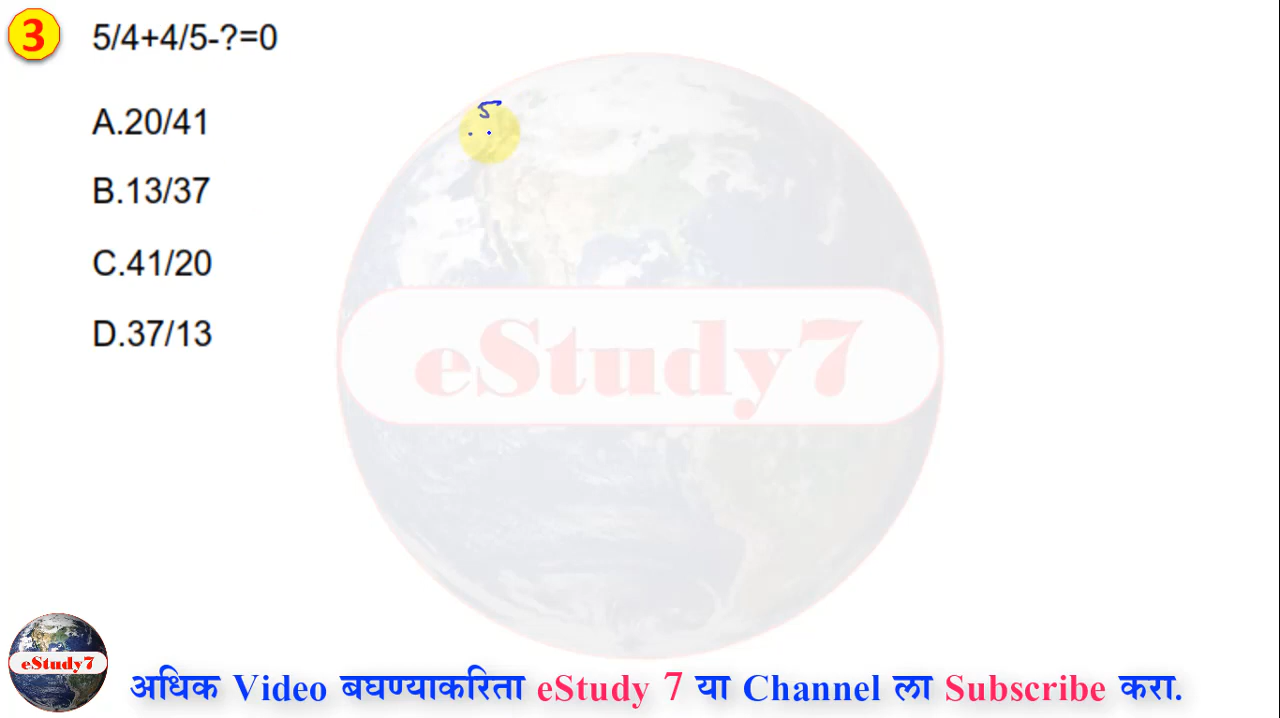 3 5/4+4/5-?=0
5
A.20/41
B.13/37
C.41/20
D.37/13
eStudy7
eStudy7
अधिक Video बघण्याकरिता eStudy 7 या Channel ला Subscribe करा.